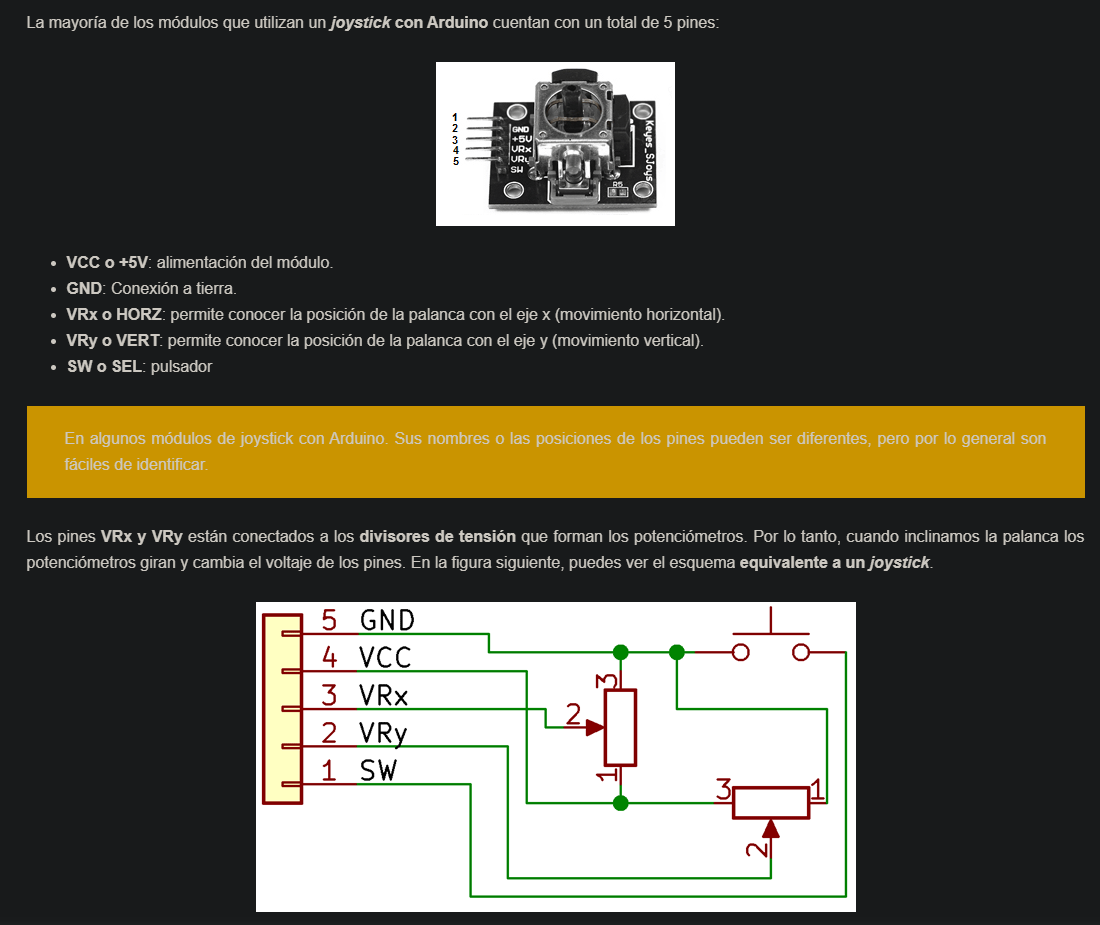 La mayoría de los módulos que utilizan un joystick con Arduino cuentan con un total de 5 pines:
1
2
3
4
5
GND
+5V
VRx
VRy
SW
Keyes_SJoys
R5
• VCC o +5V: alimentación del módulo.
• GND: Conexión a tierra.
• VRx o HORZ: permite conocer la posición de la palanca con el eje x (movimiento horizontal).
• VRy o VERT: permite conocer la posición de la palanca con el eje y (movimiento vertical).
• SW o SEL: pulsador
En algunos módulos de joystick con Arduino. Sus nombres o las posiciones de los pines pueden ser diferentes, pero por lo general son
fáciles de identificar.
Los pines VRx y VRy están conectados a los divisores de tensión que forman los potenciómetros. Por lo tanto, cuando inclinamos la palanca los
potenciómetros giran y cambia el voltaje de los pines. En la figura siguiente, puedes ver el esquema equivalente a un joystick.
5 GND
4 VCC
3 VRx
2 VRy
1 SW
3
2
1
3
1
2